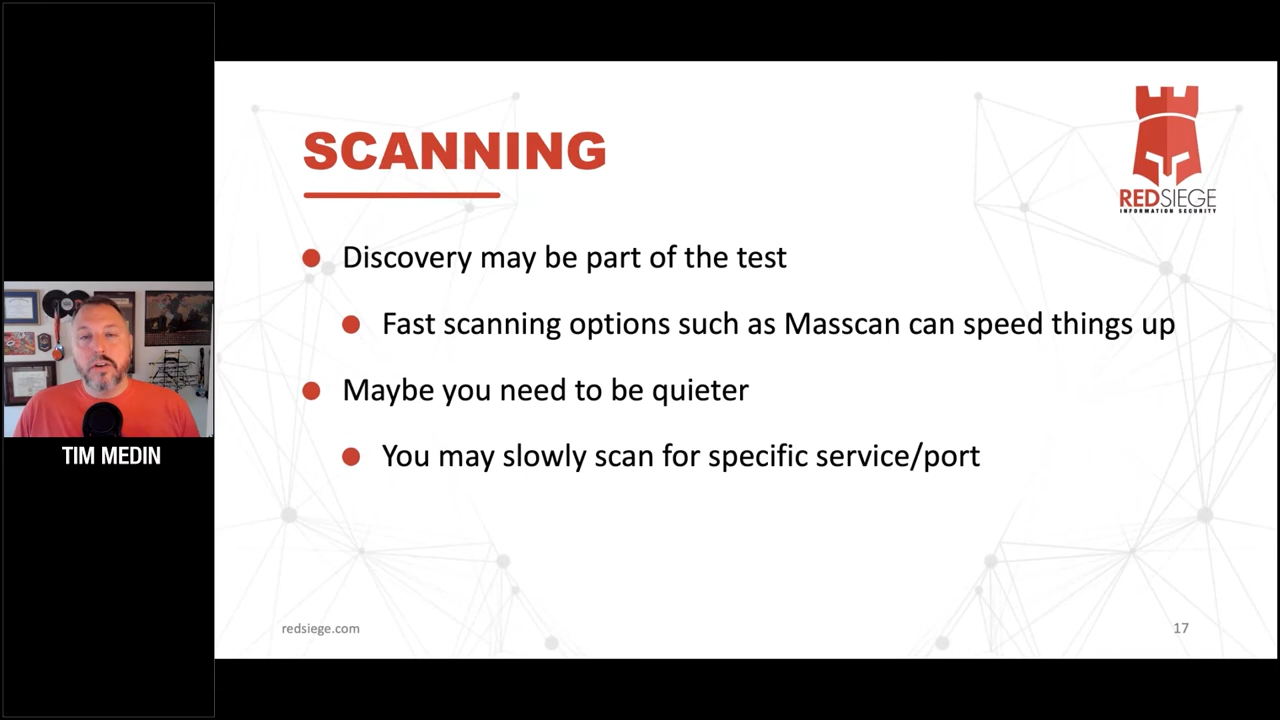 SCANNING
REDSIEGE
INFORMATION SECURITY
Discovery may be part of the test
Fast scanning options such as Masscan can speed things up
Maybe you need to be quieter
You may slowly scan for specific service/port
TIM MEDIN
redsiege.com
17